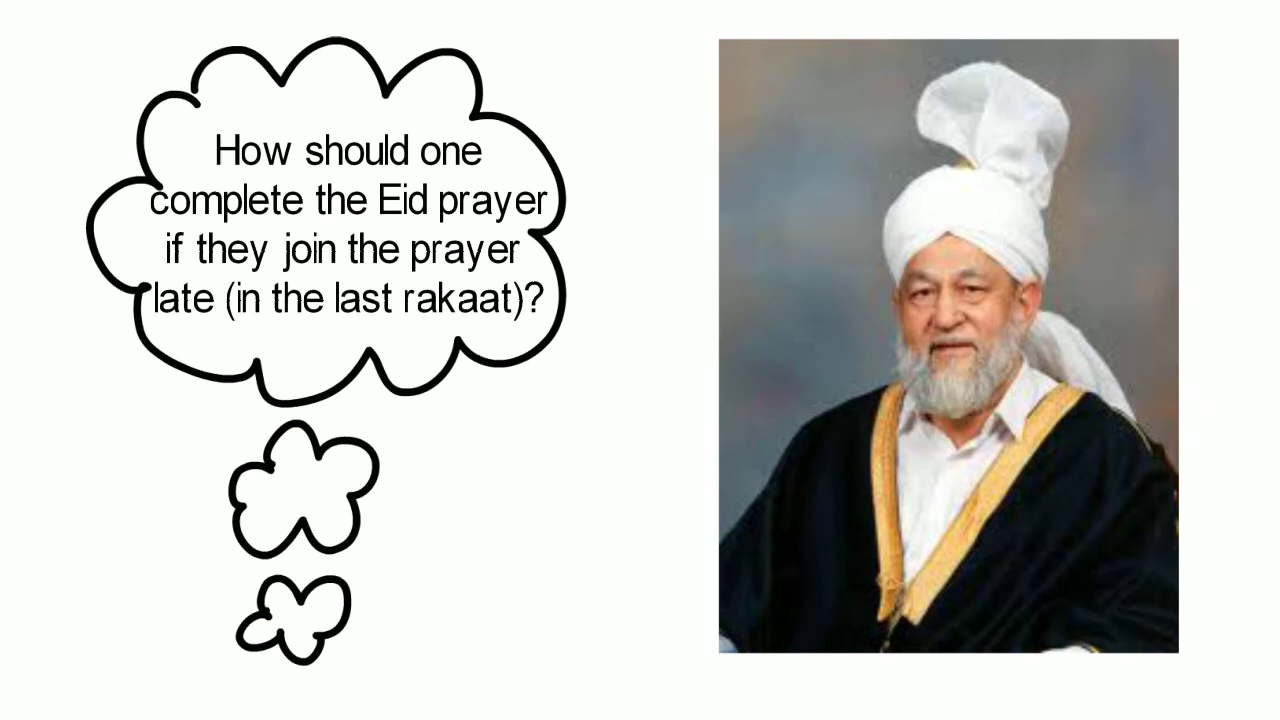 How should one
complete the Eid prayer
if they join the prayer
late (in the last rakaat)?